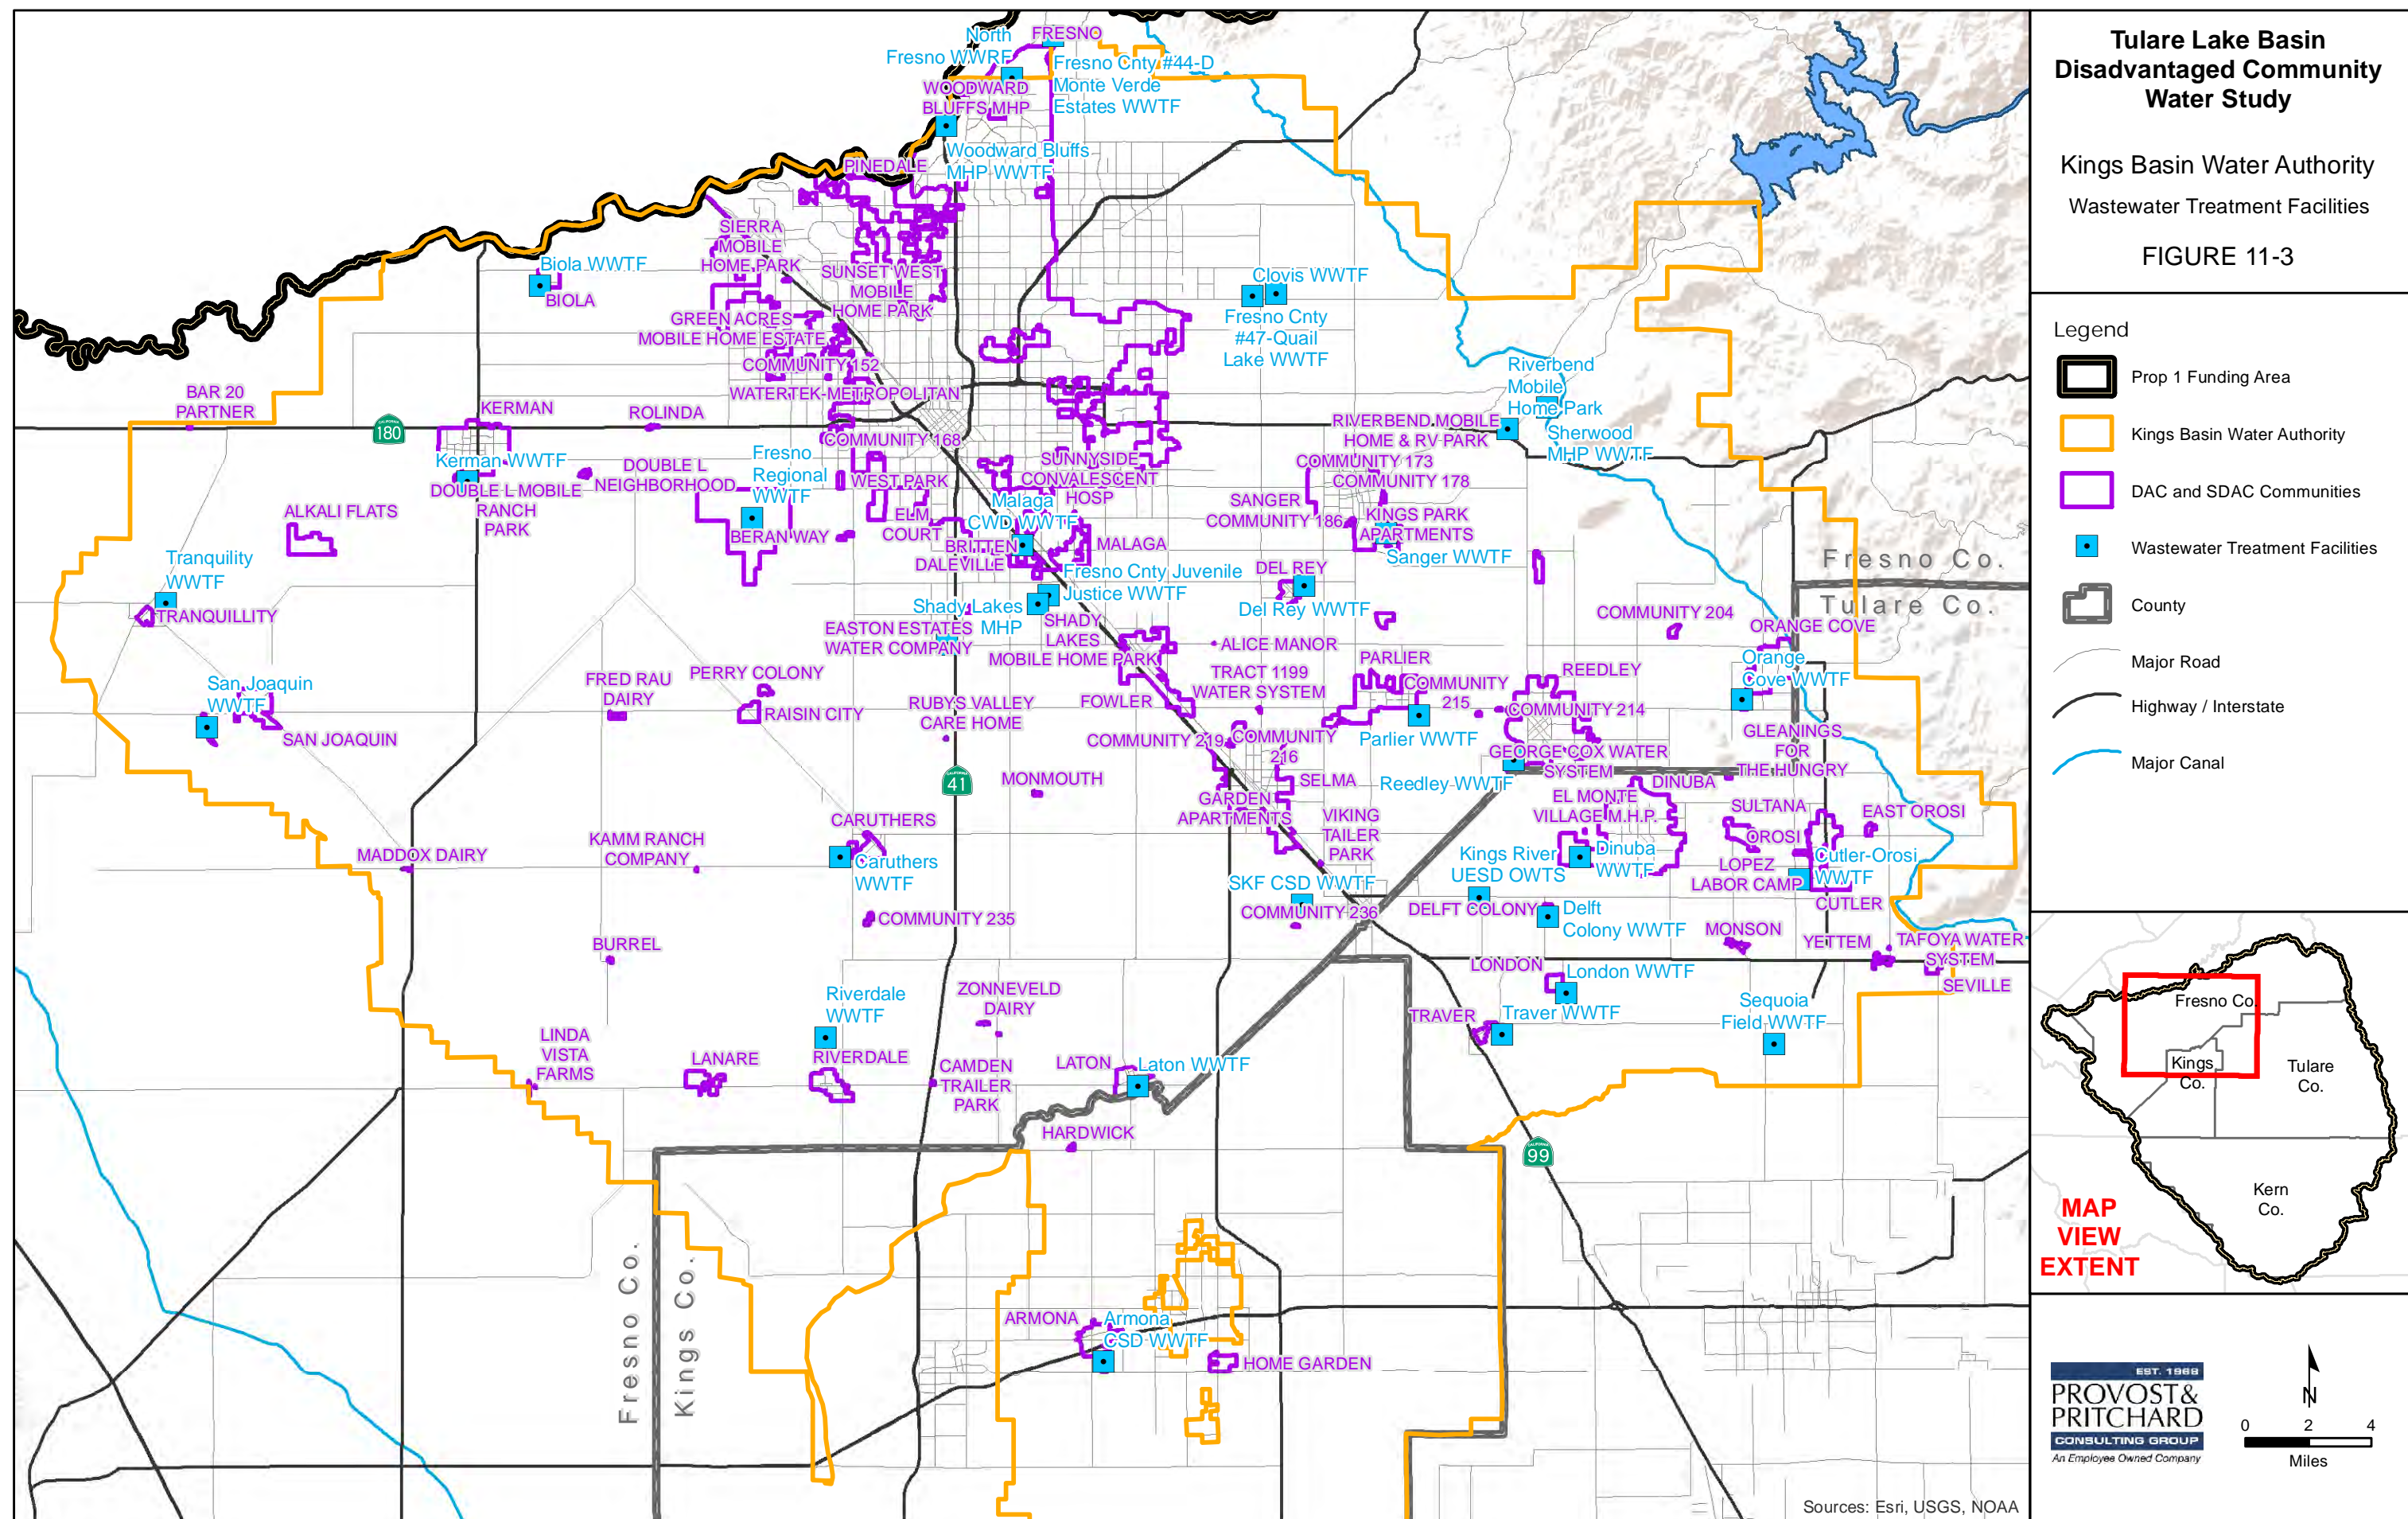 Tulare Lake Basin
Disadvantaged Community
Water Study
Kings Basin Water Authority
Wastewater Treatment Facilities
FIGURE 11-3
Legend
Prop 1 Funding Area
Kings Basin Water Authority
DAC and SDAC Communities
Wastewater Treatment Facilities
County
Major Road
Highway / Interstate
Major Canal
North
Fresno WWRF
FRESNO
Fresno Cnty #44-D
Monte Verde
Estates WWTF
WOODWARD
BLUFFS MHP
Woodward Bluffs
MHP WWTF
PINEDALE
SIERRA
MOBILE
HOME PARK
SUNSET WEST
MOBILE
HOME PARK
Biola WWTF
BIOLA
GREEN ACRES
MOBILE HOME ESTATE
Clovis WWTF
Fresno Cnty
#47-Quail
Lake WWTF
COMMUNITY 152
WATERTEK-METROPOLITAN
Riverbend
Mobile
Home Park
BAR 20
PARTNER
180
KERMAN
ROLINDA
RIVERBEND MOBILE
HOME & RV PARK
Sherwood
MHP WWTF
COMMUNITY 168
Kerman WWTF
DOUBLE L
NEIGHBORHOOD
Fresno
Regional
WWTF
WEST PARK
SUNNYSIDE
CONVALESCENT
HOSP
COMMUNITY 173
COMMUNITY 178
DOUBLE L MOBILE
RANCH
PARK
ALKALI FLATS
ELM
COURT
Malaga
CWD WWTF
SANGER
COMMUNITY 186
KINGS PARK
APARTMENTS
BERAN WAY
BRITTEN
DALEVILLE
MALAGA
Sanger WWTF
Fresno Co.
Tulare Co.
Tranquility
WWTF
TRANQUILLITY
Fresno Cnty Juvenile
Justice WWTF
DEL REY
Del Rey WWTF
Shady Lakes
MHP
EASTON ESTATES
WATER COMPANY
SHADY
LAKES
MOBILE HOME PARK
COMMUNITY 204
ORANGE COVE
Orange
Cove WWTF
ALICE MANOR
TRACT 1199
WATER SYSTEM
PARLIER
REEDLEY
San Joaquin
WWTF
SAN JOAQUIN
FRED RAU
DAIRY
PERRY COLONY
RAISIN CITY
RUBYS VALLEY
CARE HOME
FOWLER
COMMUNITY
215
COMMUNITY 214
COMMUNITY 219
COMMUNITY
216
Parlier WWTF
GEORGE COX WATER
SYSTEM
GLEANINGS
FOR
THE HUNGRY
41
MONMOUTH
SELMA
Reedley WWTF
DINUBA
GARDEN
APARTMENTS
EL MONTE
VILLAGE M.H.P.
SULTANA
EAST OROSI
CARUTHERS
VIKING
TAILER
PARK
OROSI
KAMM RANCH
COMPANY
MADDOX DAIRY
Caruthers
WWTF
Kings River
UESD OWTS
Dinuba
WWTF
LOPEZ
LABOR CAMP
Cutler-Orosi
WWTF
SKF CSD WWTF
CUTLER
COMMUNITY 235
COMMUNITY 236
DELFT COLONY
Delft
Colony WWTF
BURREL
MONSON
YETTEM
TAFOYA WATER
SYSTEM
LONDON
London WWTF
SEVILLE
Riverdale
WWTF
ZONNEVELD
DAIRY
TRAVER
Traver WWTF
Sequoia
Field WWTF
LINDA
VISTA
FARMS
LANARE
RIVERDALE
CAMDEN
TRAILER
PARK
LATON
Laton WWTF
HARDWICK
99
Fresno Co.
Kings Co.
ARMONA
Armona
CSD WWTF
HOME GARDEN
Sources: Esri, USGS, NOAA
Fresno Co.
Kings
Co.
Tulare
Co.
Kern
Co.
MAP
VIEW
EXTENT
EST. 1968
PROVOST&
PRITCHARD
CONSULTING GROUP
An Employee Owned Company
N
0 2 4
Miles